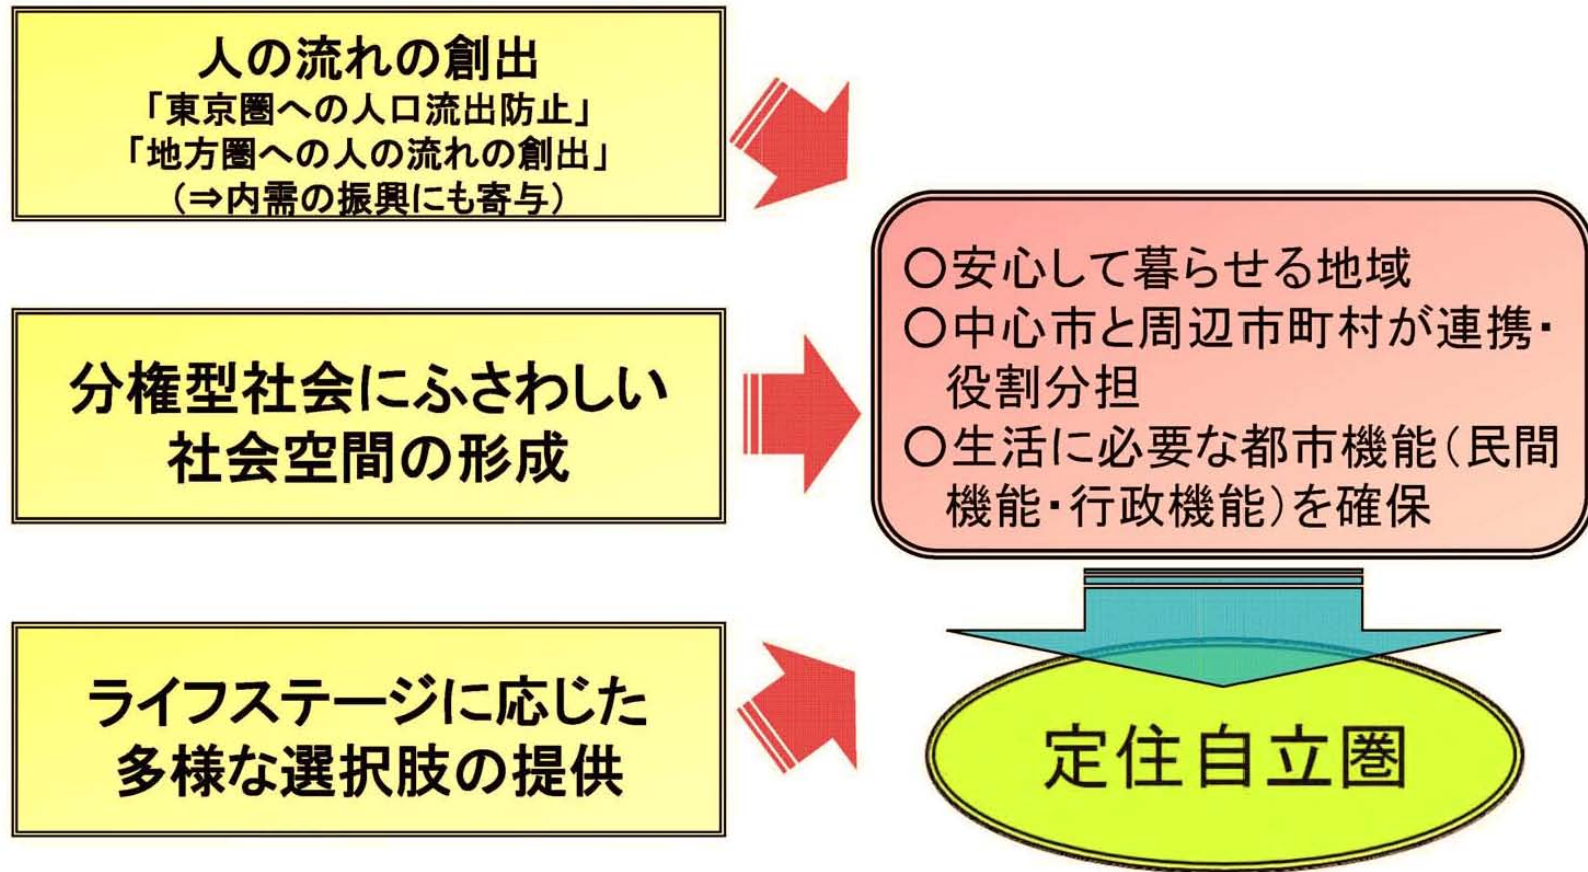 人の流れの創出
「東京圏への人口流出防止」
「地方圏への人の流れの創出」
(⇒内需の振興にも寄与)
分権型社会にふさわしい
社会空間の形成
ライフステージに応じた
多様な選択肢の提供
○安心して暮らせる地域
○中心市と周辺市町村が連携・
役割分担
○生活に必要な都市機能(民間
機能・行政機能)を確保
定住自立圏